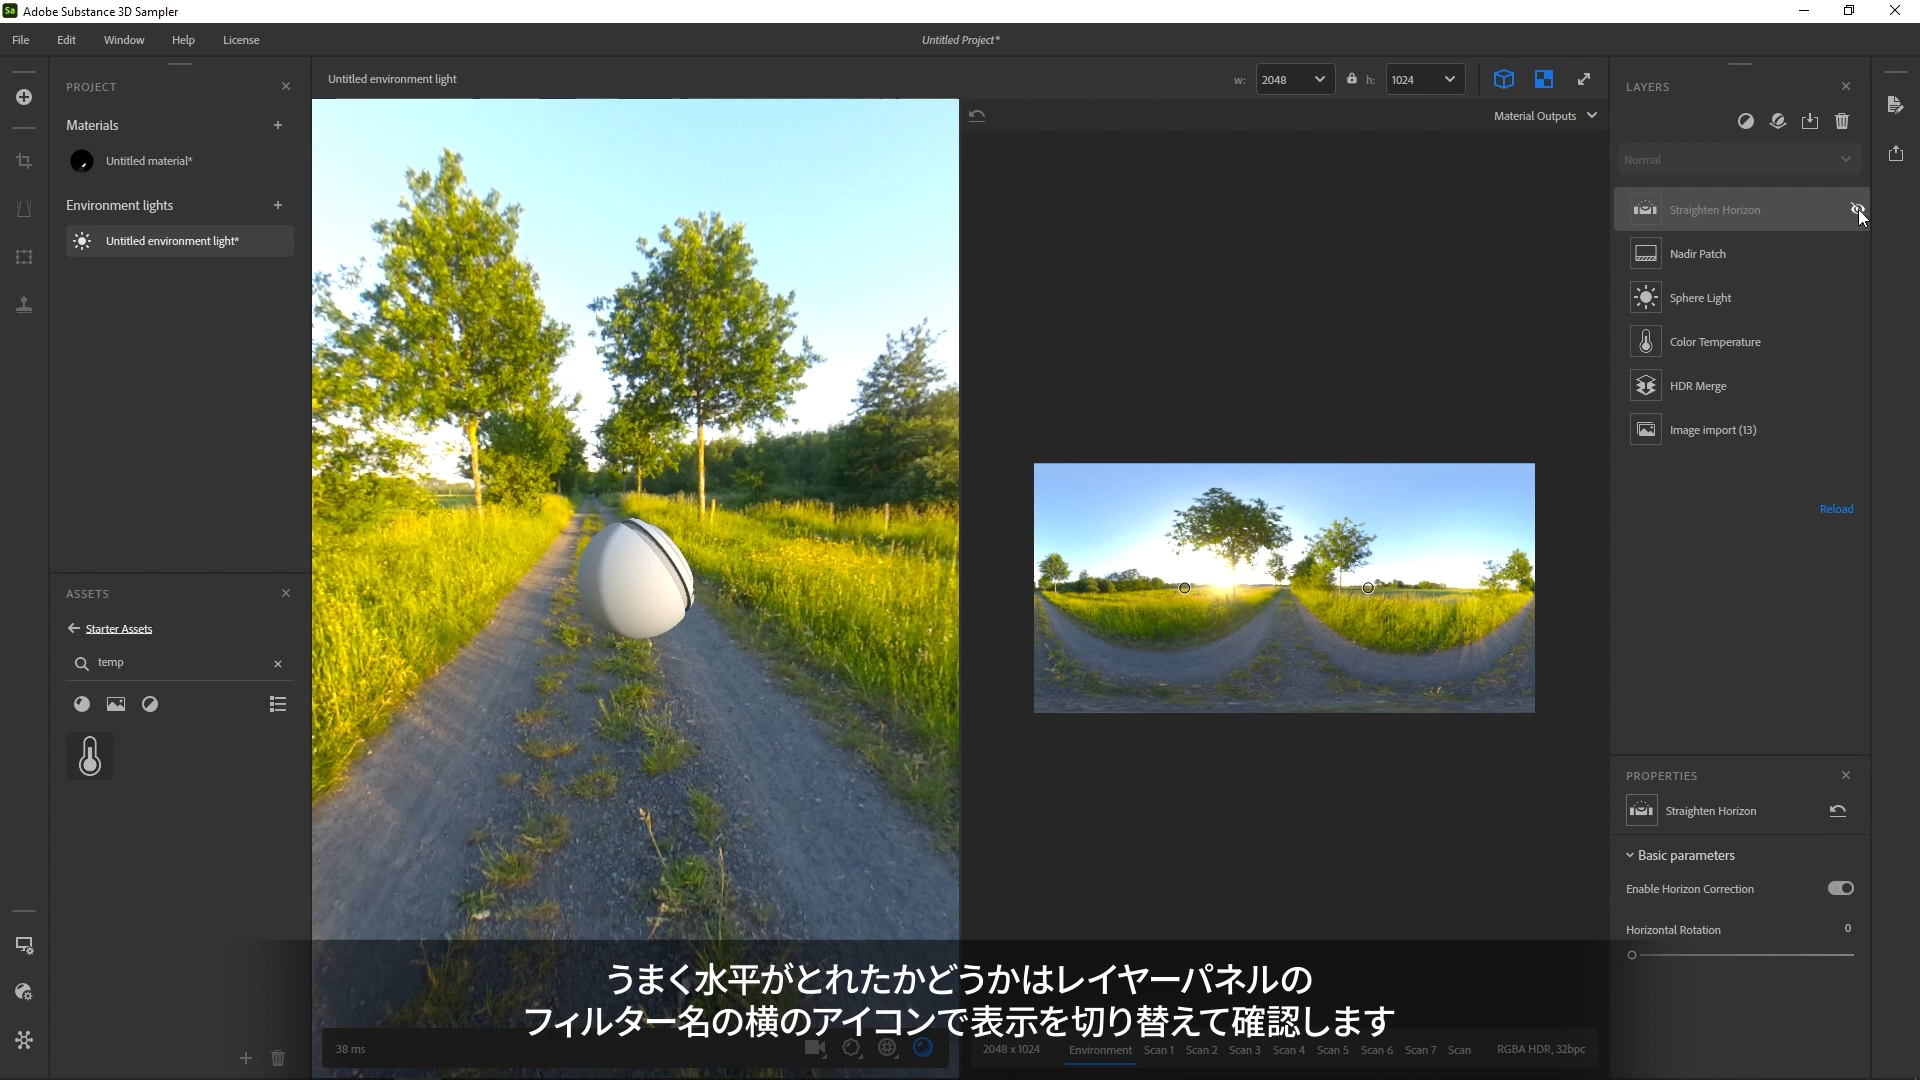 Sa Adobe Substance 3D Sampler
File Edit Window Help License
Untitled Project*
PROJECT
Materials
Untitled material*
Environment lights
Untitled environment light*
ASSETS
Starter Assets
temp
Untitled environment light
w: 2048 h: 1024
Material Outputs
38 ms
2048 x 1024 Environment Scan 1 Scan 2 Scan 3 Scan 4 Scan 5 Scan 6 Scan 7 Scan RGBA HDR, 32bpc
LAYERS
Normal
Straighten Horizon
Nadir Patch
Sphere Light
Color Temperature
HDR Merge
Image import (13)
Reload
PROPERTIES
Straighten Horizon
Basic parameters
Enable Horizon Correction
Horizontal Rotation 0
うまく水平がとれたかどうかはレイヤーパネルの
フィルター名の横のアイコンで表示を切り替えて確認します